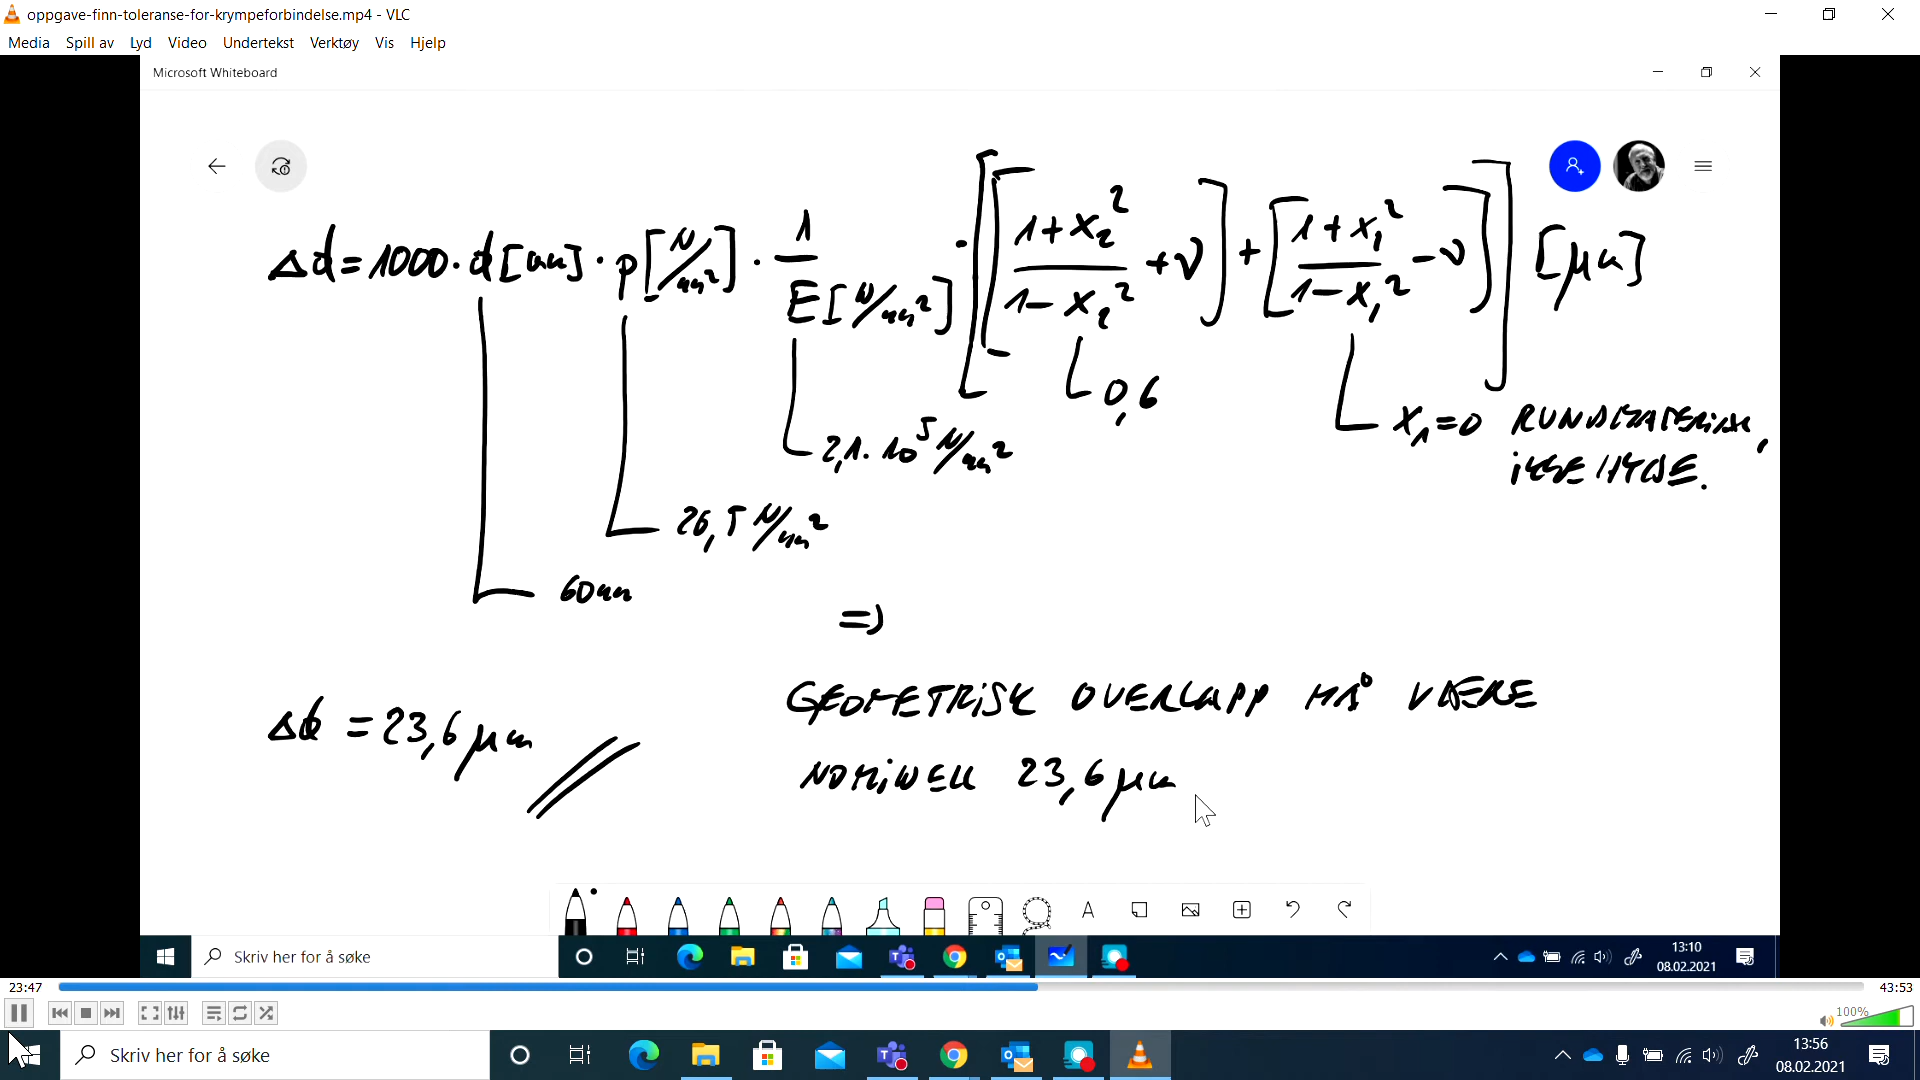 oppgave-finn-toleranse-for-krympeforbindelse.mp4 - VLC
Media Spill av Lyd Video Undertekst Verktøy Vis Hjelp
Microsoft Whiteboard
Δd = 1000 · d[mm] · p[N/mm²] · 1/E[N/mm²] · [[(1+x₂²)/(1-x₂²) + ν] + [(1+x₁²)/(1-x₁²) - ν]] [μm]
0,6
x₁=0 RUNDMATERIALE,
IKKE HYLSE.
2,1·10⁵ N/mm²
26,5 N/mm²
60mm
=>
GEOMETRISK OVERLAPP MÅ VÆRE
Δd = 23,6 μm
NOMINELL 23,6 μm
Skriv her for å søke
13:10
08.02.2021
23:47
43:53
100%
Skriv her for å søke
13:56
08.02.2021